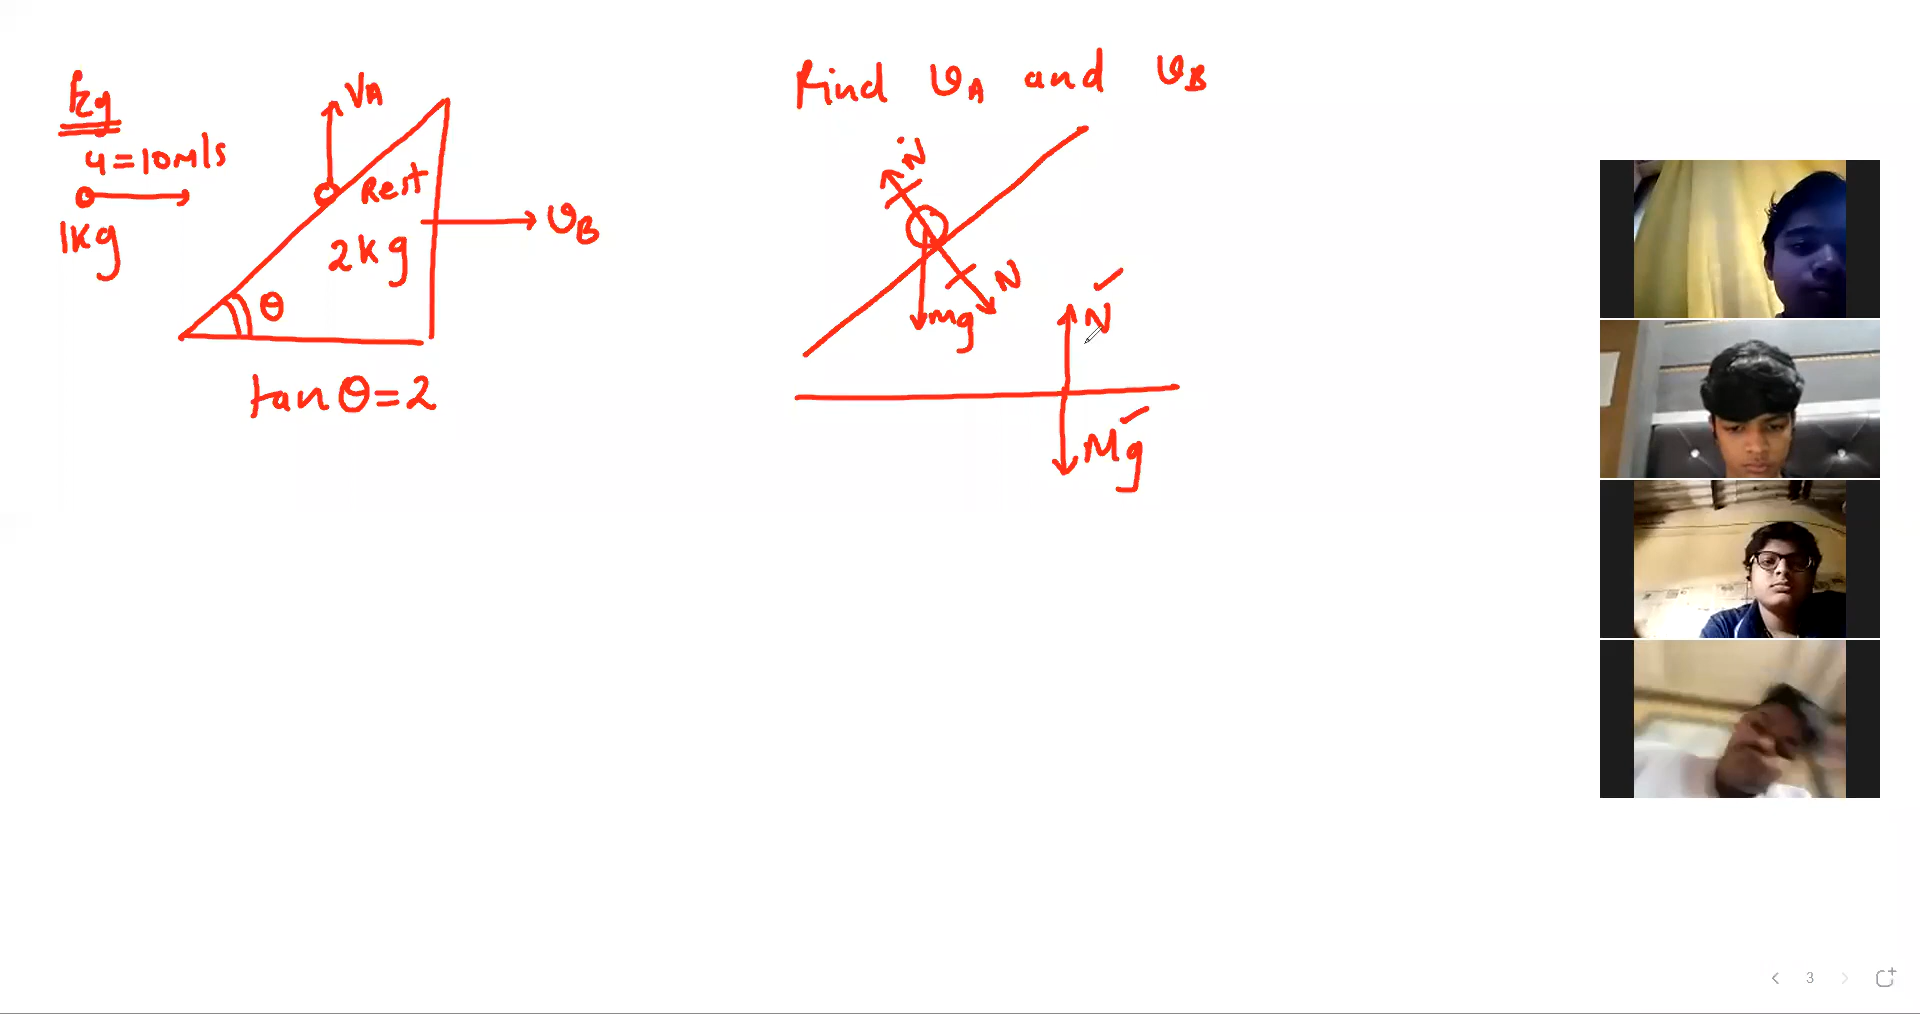 Eg
u=10m/s
1kg
VA
Rest
2kg
θ
vB
tanθ=2
Find vA and vB
N
N
Mg
N
Mg
3